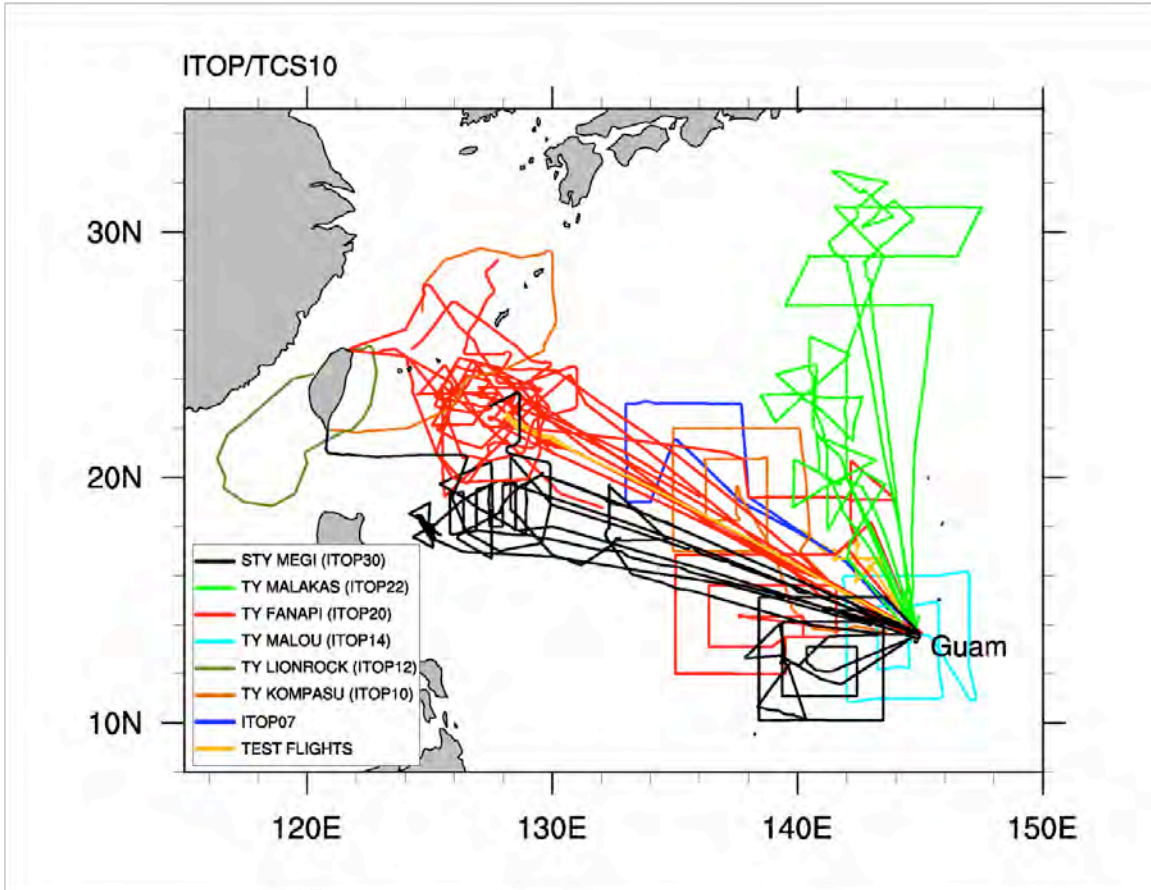 ITOP/TCS10
30N
20N
10N
Guam
STY MEGI (ITOP30)
TY MALAKAS (ITOP22)
TY FANAPI (ITOP20)
TY MALOU (ITOP14)
TY LIONROCK (ITOP12)
TY KOMPASU (ITOP10)
ITOP07
TEST FLIGHTS
120E 130E 140E 150E